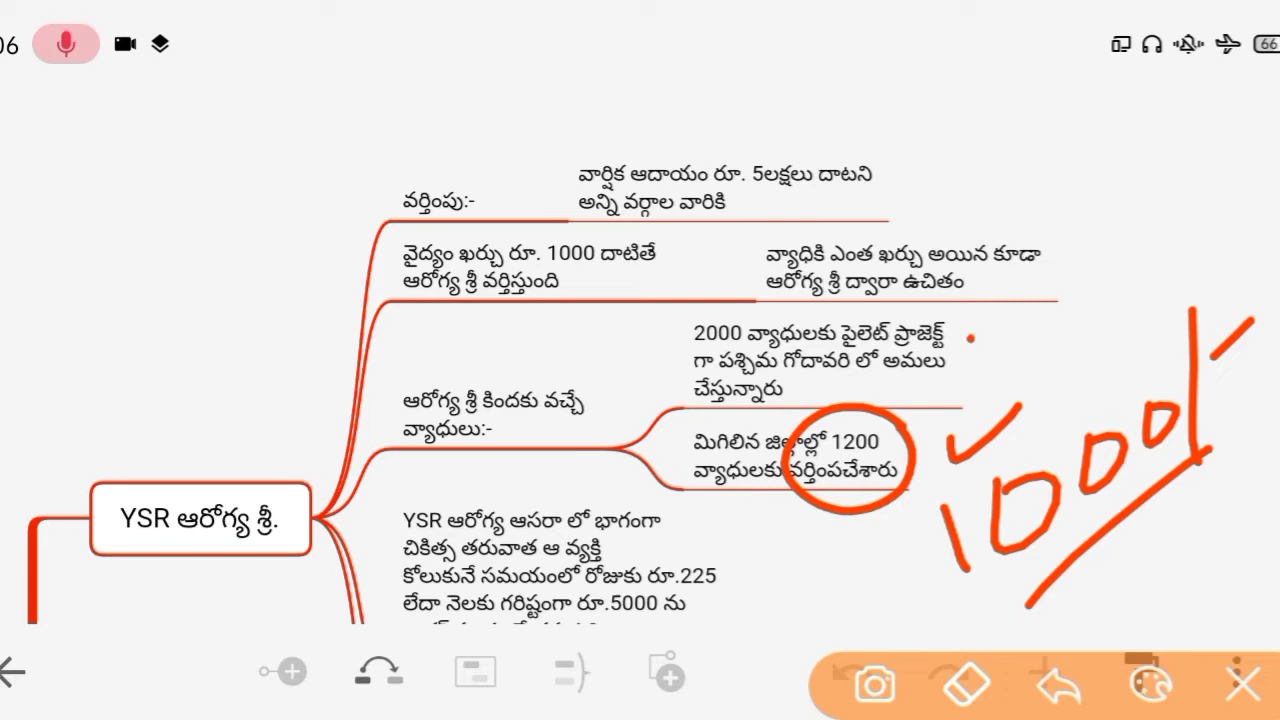 06
66
వార్షిక ఆదాయం రూ. 5లక్షలు దాటని
అన్ని వర్గాల వారికి
వర్తింపు:-
వైద్యం ఖర్చు రూ. 1000 దాటితే
ఆరోగ్య శ్రీ వర్తిస్తుంది
వ్యాధికి ఎంత ఖర్చు అయిన కూడా
ఆరోగ్య శ్రీ ద్వారా ఉచితం
2000 వ్యాధులకు పైలెట్ ప్రాజెక్ట్
గా పశ్చిమ గోదావరి లో అమలు
చేస్తున్నారు
ఆరోగ్య శ్రీ కిందకు వచ్చే
వ్యాధులు:-
మిగిలిన జిల్లాల్లో 1200
వ్యాధులకు వర్తింపచేశారు
1000/-
YSR ఆరోగ్య శ్రీ.
YSR ఆరోగ్య ఆసరా లో భాగంగా
చికిత్స తరువాత ఆ వ్యక్తి
కోలుకునే సమయంలో రోజుకు రూ.225
లేదా నెలకు గరిష్టంగా రూ.5000 ను